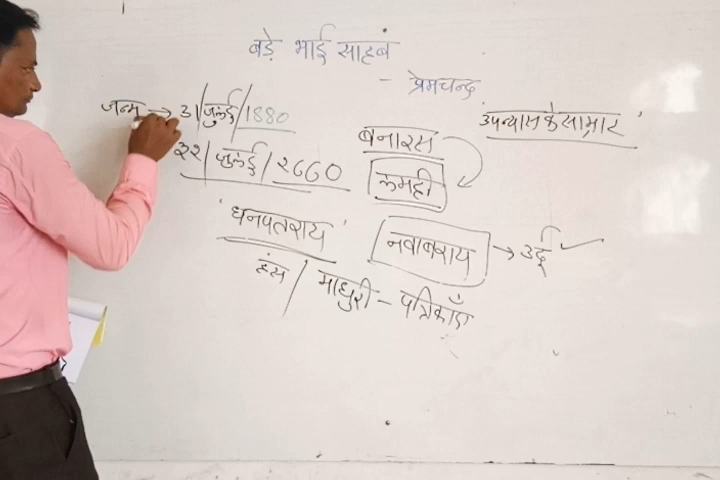 बड़े भाई साहब
- प्रेमचन्द
जन्म → 31/जुलाई/1880
उपन्यास के सम्राट
बनारस
लमही
'धनपतराय'
नवाबराय → उर्दू ✓
हंस / माधुरी - पत्रिकाएँ